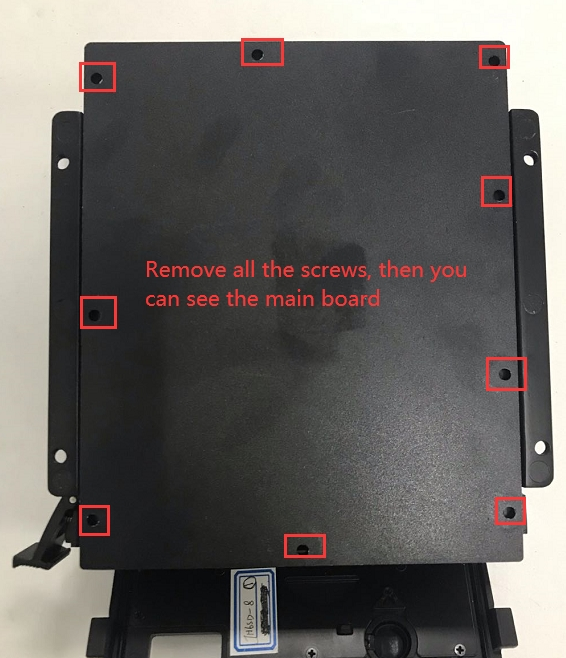 Remove all the screws, then you
can see the main board